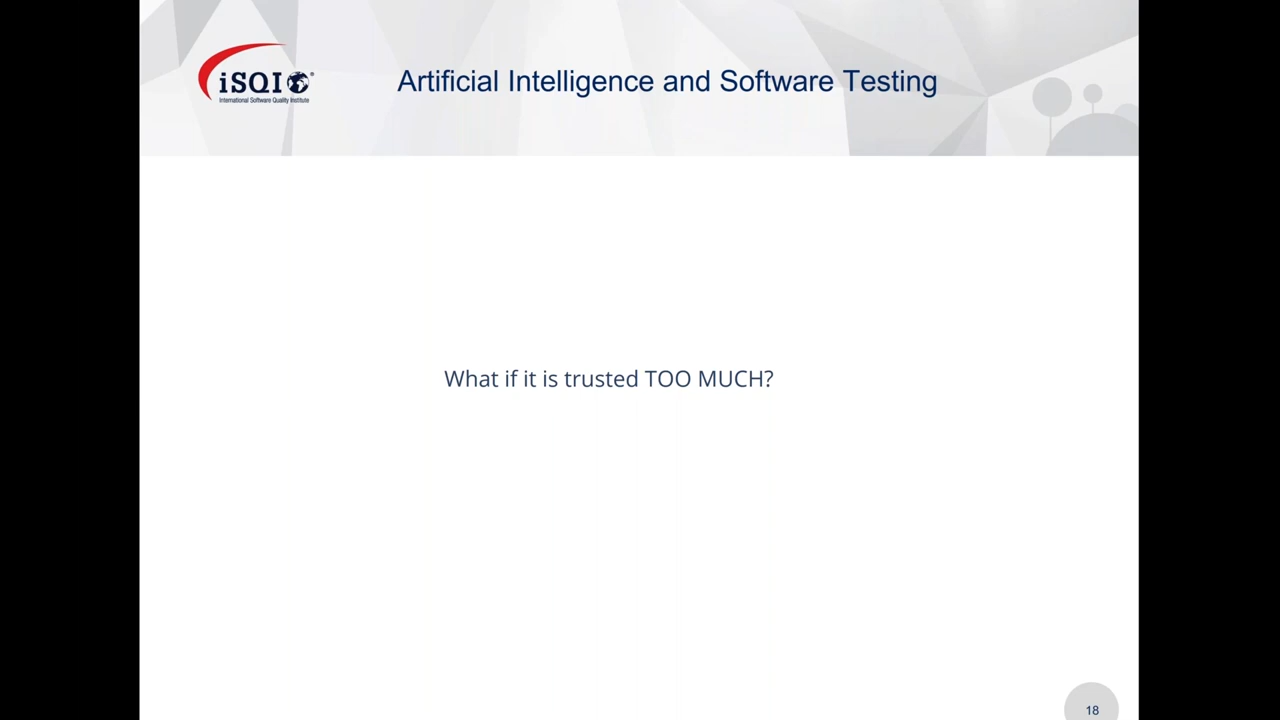 iSQI®
International Software Quality Institute
Artificial Intelligence and Software Testing
What if it is trusted TOO MUCH?
18